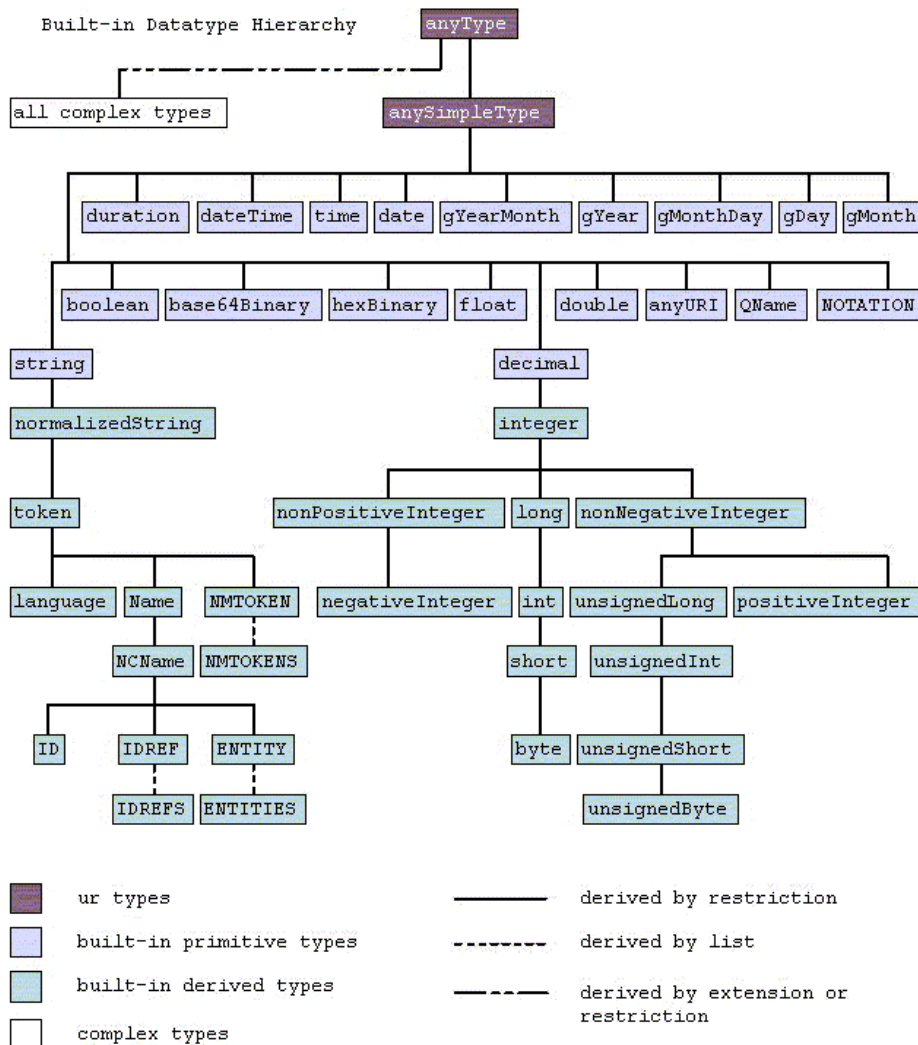 Built-in Datatype Hierarchy
anyType
all complex types
anySimpleType
duration dateTime time date gYearMonth gYear gMonthDay gDay gMonth
boolean base64Binary hexBinary float double anyURI QName NOTATION
string decimal
normalizedString integer
token nonPositiveInteger long nonNegativeInteger
language Name NMTOKEN negativeInteger int unsignedLong positiveInteger
NCName NMTOKENS short unsignedInt
ID IDREF ENTITY byte unsignedShort
IDREFS ENTITIES unsignedByte
ur types derived by restriction
built-in primitive types derived by list
built-in derived types derived by extension or
restriction
complex types